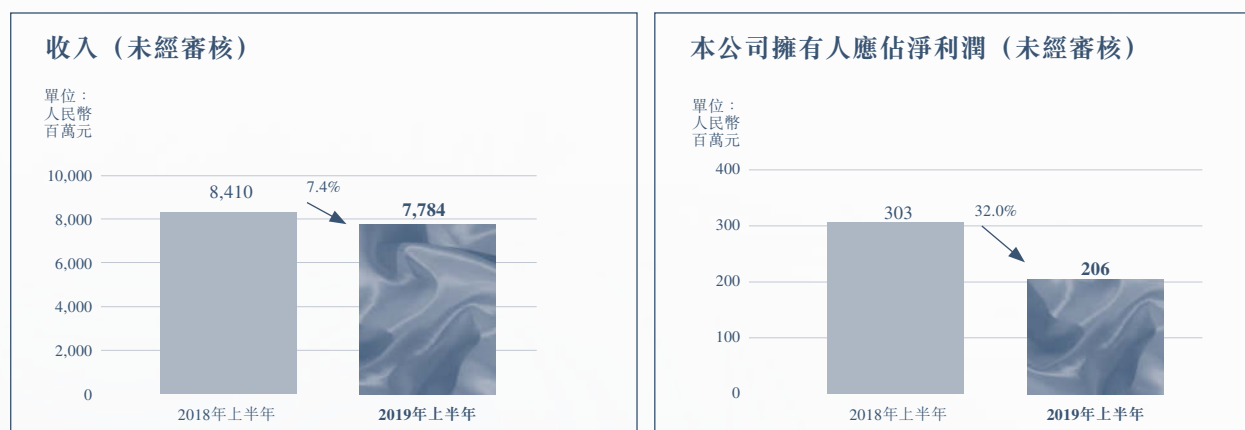 收入（未經審核）
單位：
人民幣
百萬元
10,000
8,000
6,000
4,000
2,000
0
8,410
7.4%
7,784
2018年上半年
2019年上半年
本公司擁有人應佔淨利潤（未經審核）
單位：
人民幣
百萬元
400
300
200
100
0
303
32.0%
206
2018年上半年
2019年上半年